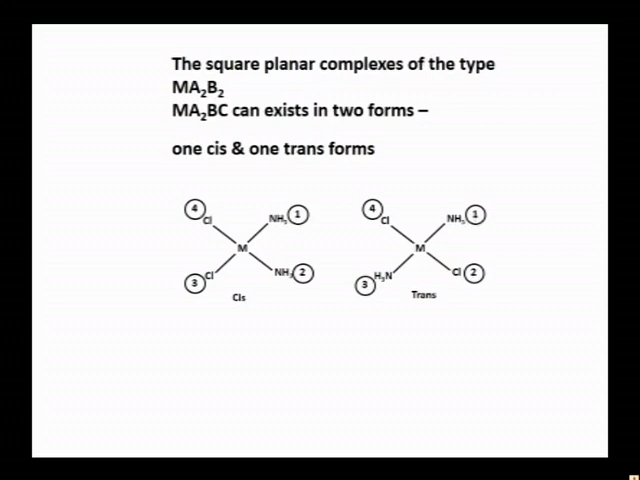 The square planar complexes of the type
MA₂B₂
MA₂BC can exists in two forms –
one cis & one trans forms
4 Cl NH₃ 1
M
3 Cl NH₃ 2
Cis
4 Cl NH₃ 1
M
3 H₃N Cl 2
Trans